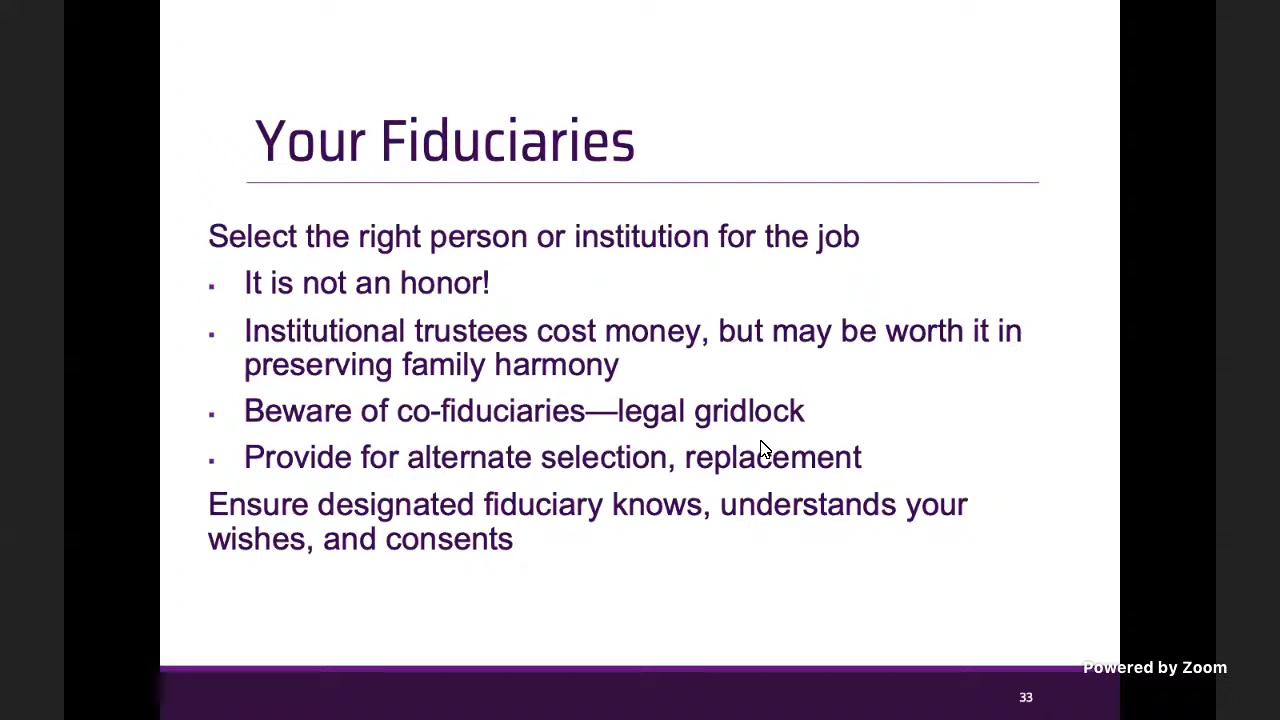 Your Fiduciaries
Select the right person or institution for the job
▪ It is not an honor!
▪ Institutional trustees cost money, but may be worth it in
preserving family harmony
▪ Beware of co-fiduciaries—legal gridlock
▪ Provide for alternate selection, replacement
Ensure designated fiduciary knows, understands your
wishes, and consents
Powered by Zoom
33